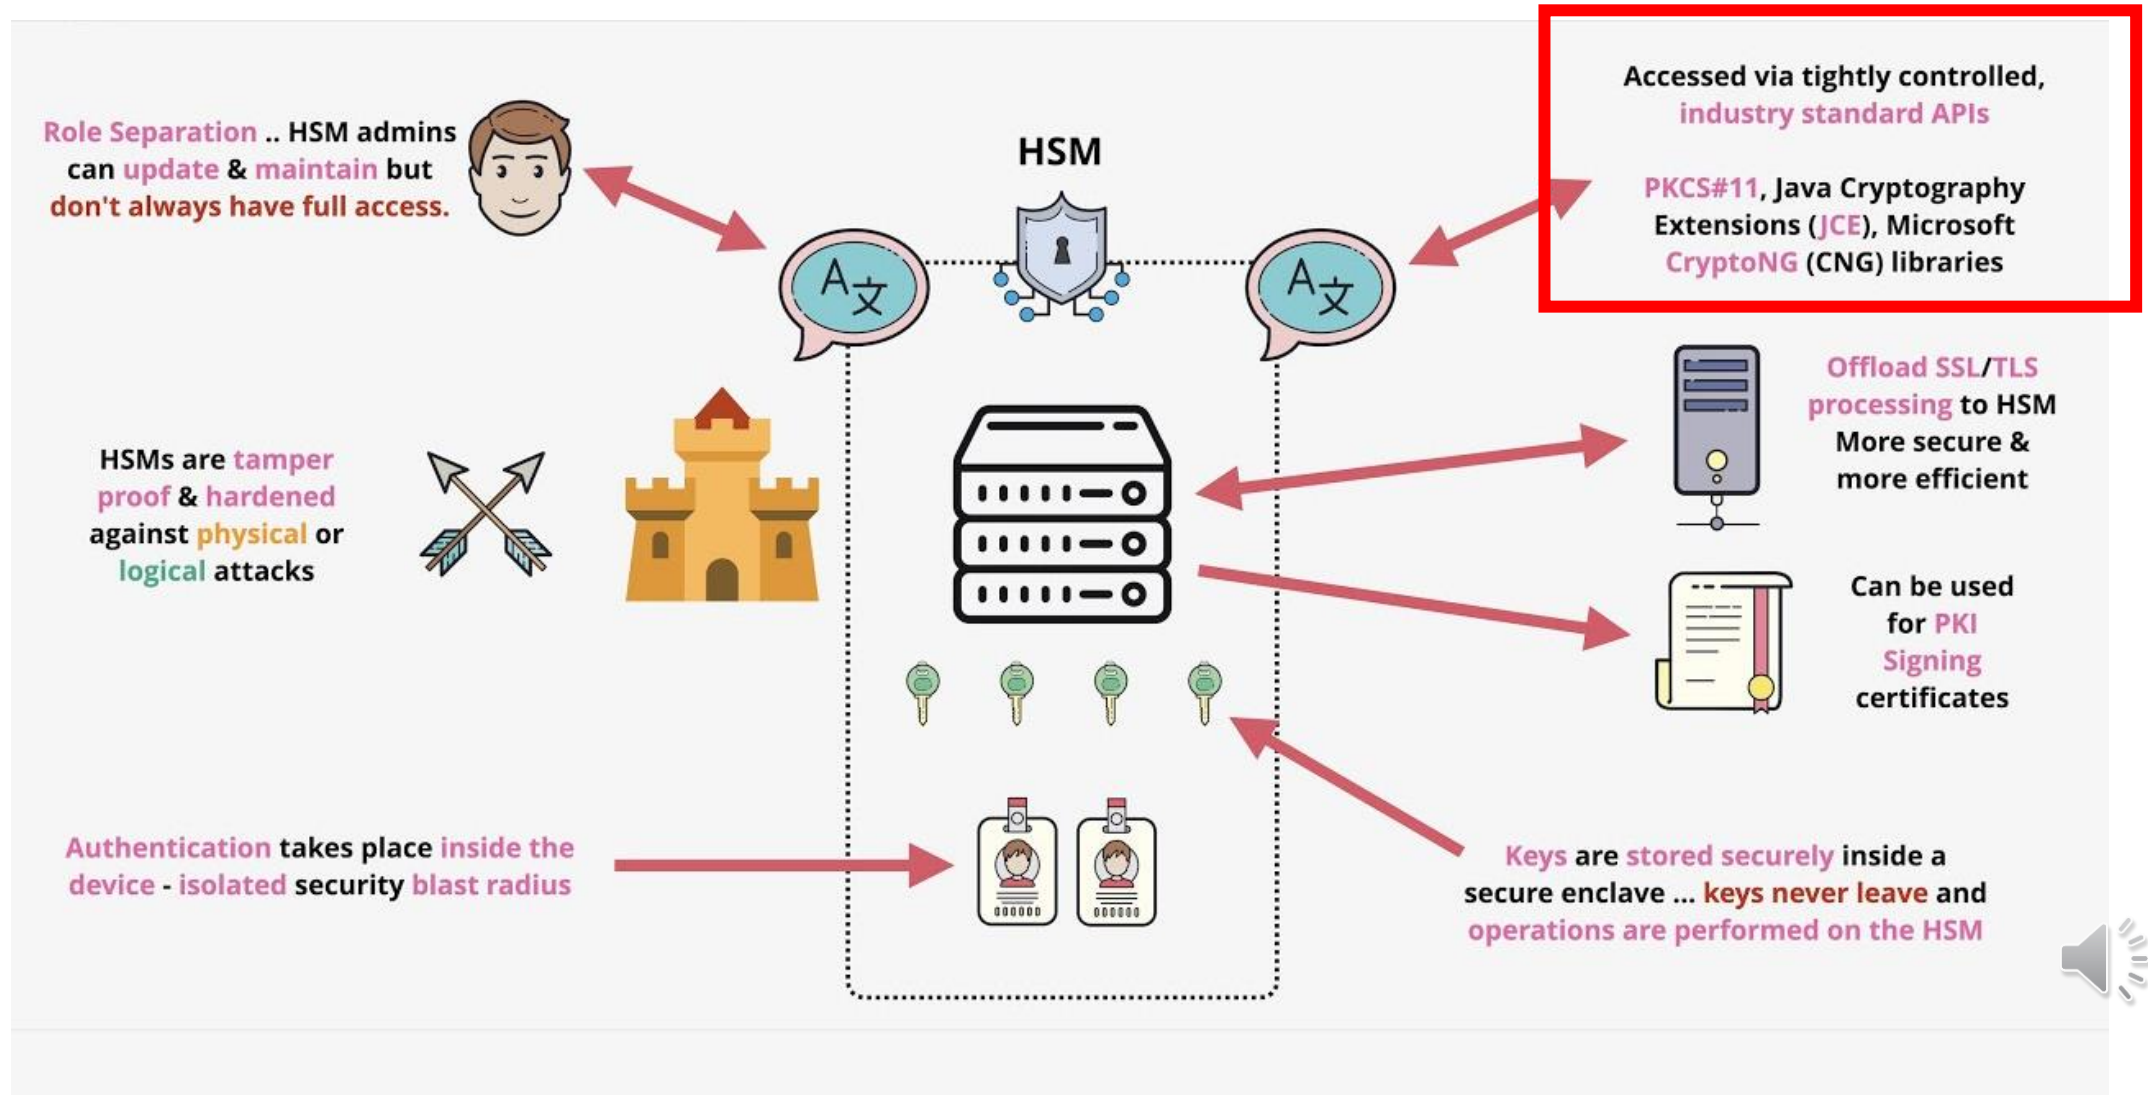 Role Separation .. HSM admins
can update & maintain but
don't always have full access.
HSM
A文
A文
Accessed via tightly controlled,
industry standard APIs
PKCS#11, Java Cryptography
Extensions (JCE), Microsoft
CryptoNG (CNG) libraries
HSMs are tamper
proof & hardened
against physical or
logical attacks
Offload SSL/TLS
processing to HSM
More secure &
more efficient
Can be used
for PKI
Signing
certificates
Authentication takes place inside the
device - isolated security blast radius
Keys are stored securely inside a
secure enclave ... keys never leave and
operations are performed on the HSM